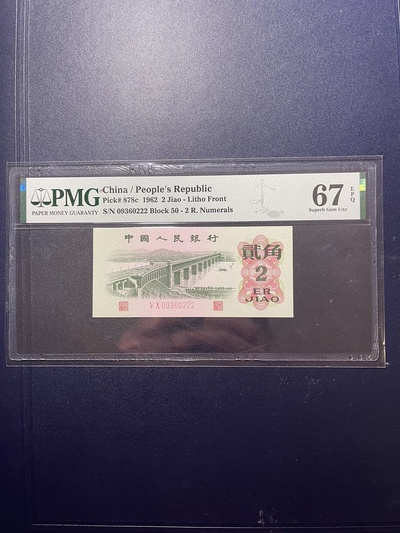 PMG
PAPER MONEY GUARANTY
China / People's Republic
Pick# 878c 1962 2 Jiao - Litho Front
S/N 09360222 Block 50 - 2 R. Numerals
67
EPQ
Superb Gem Unc
中國人民銀行
貳角
2
ER
JIAO
VX 09360222